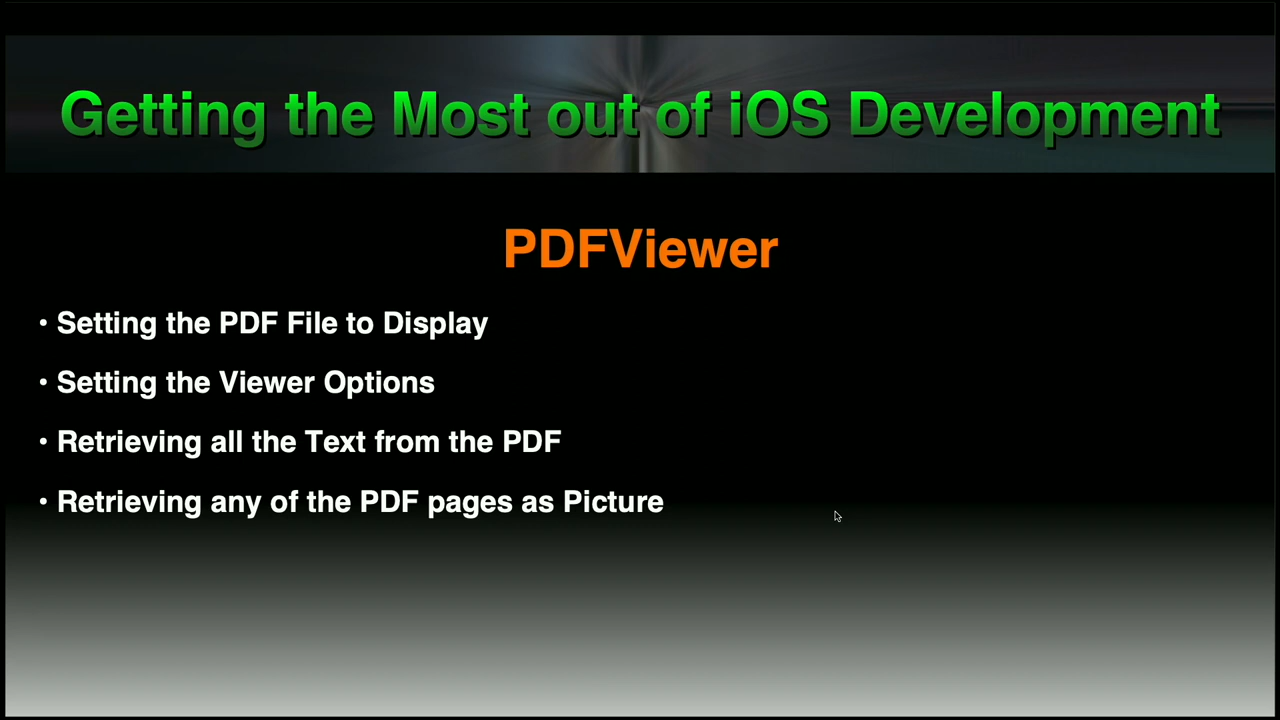 Getting the Most out of iOS Development
PDFViewer
• Setting the PDF File to Display
• Setting the Viewer Options
• Retrieving all the Text from the PDF
• Retrieving any of the PDF pages as Picture